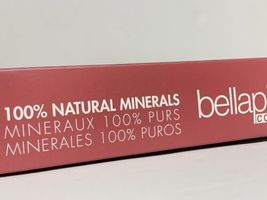 100% NATURAL MINERALS
MINERAUX 100% PURS
MINERALES 100% PUROS
bellap
CO